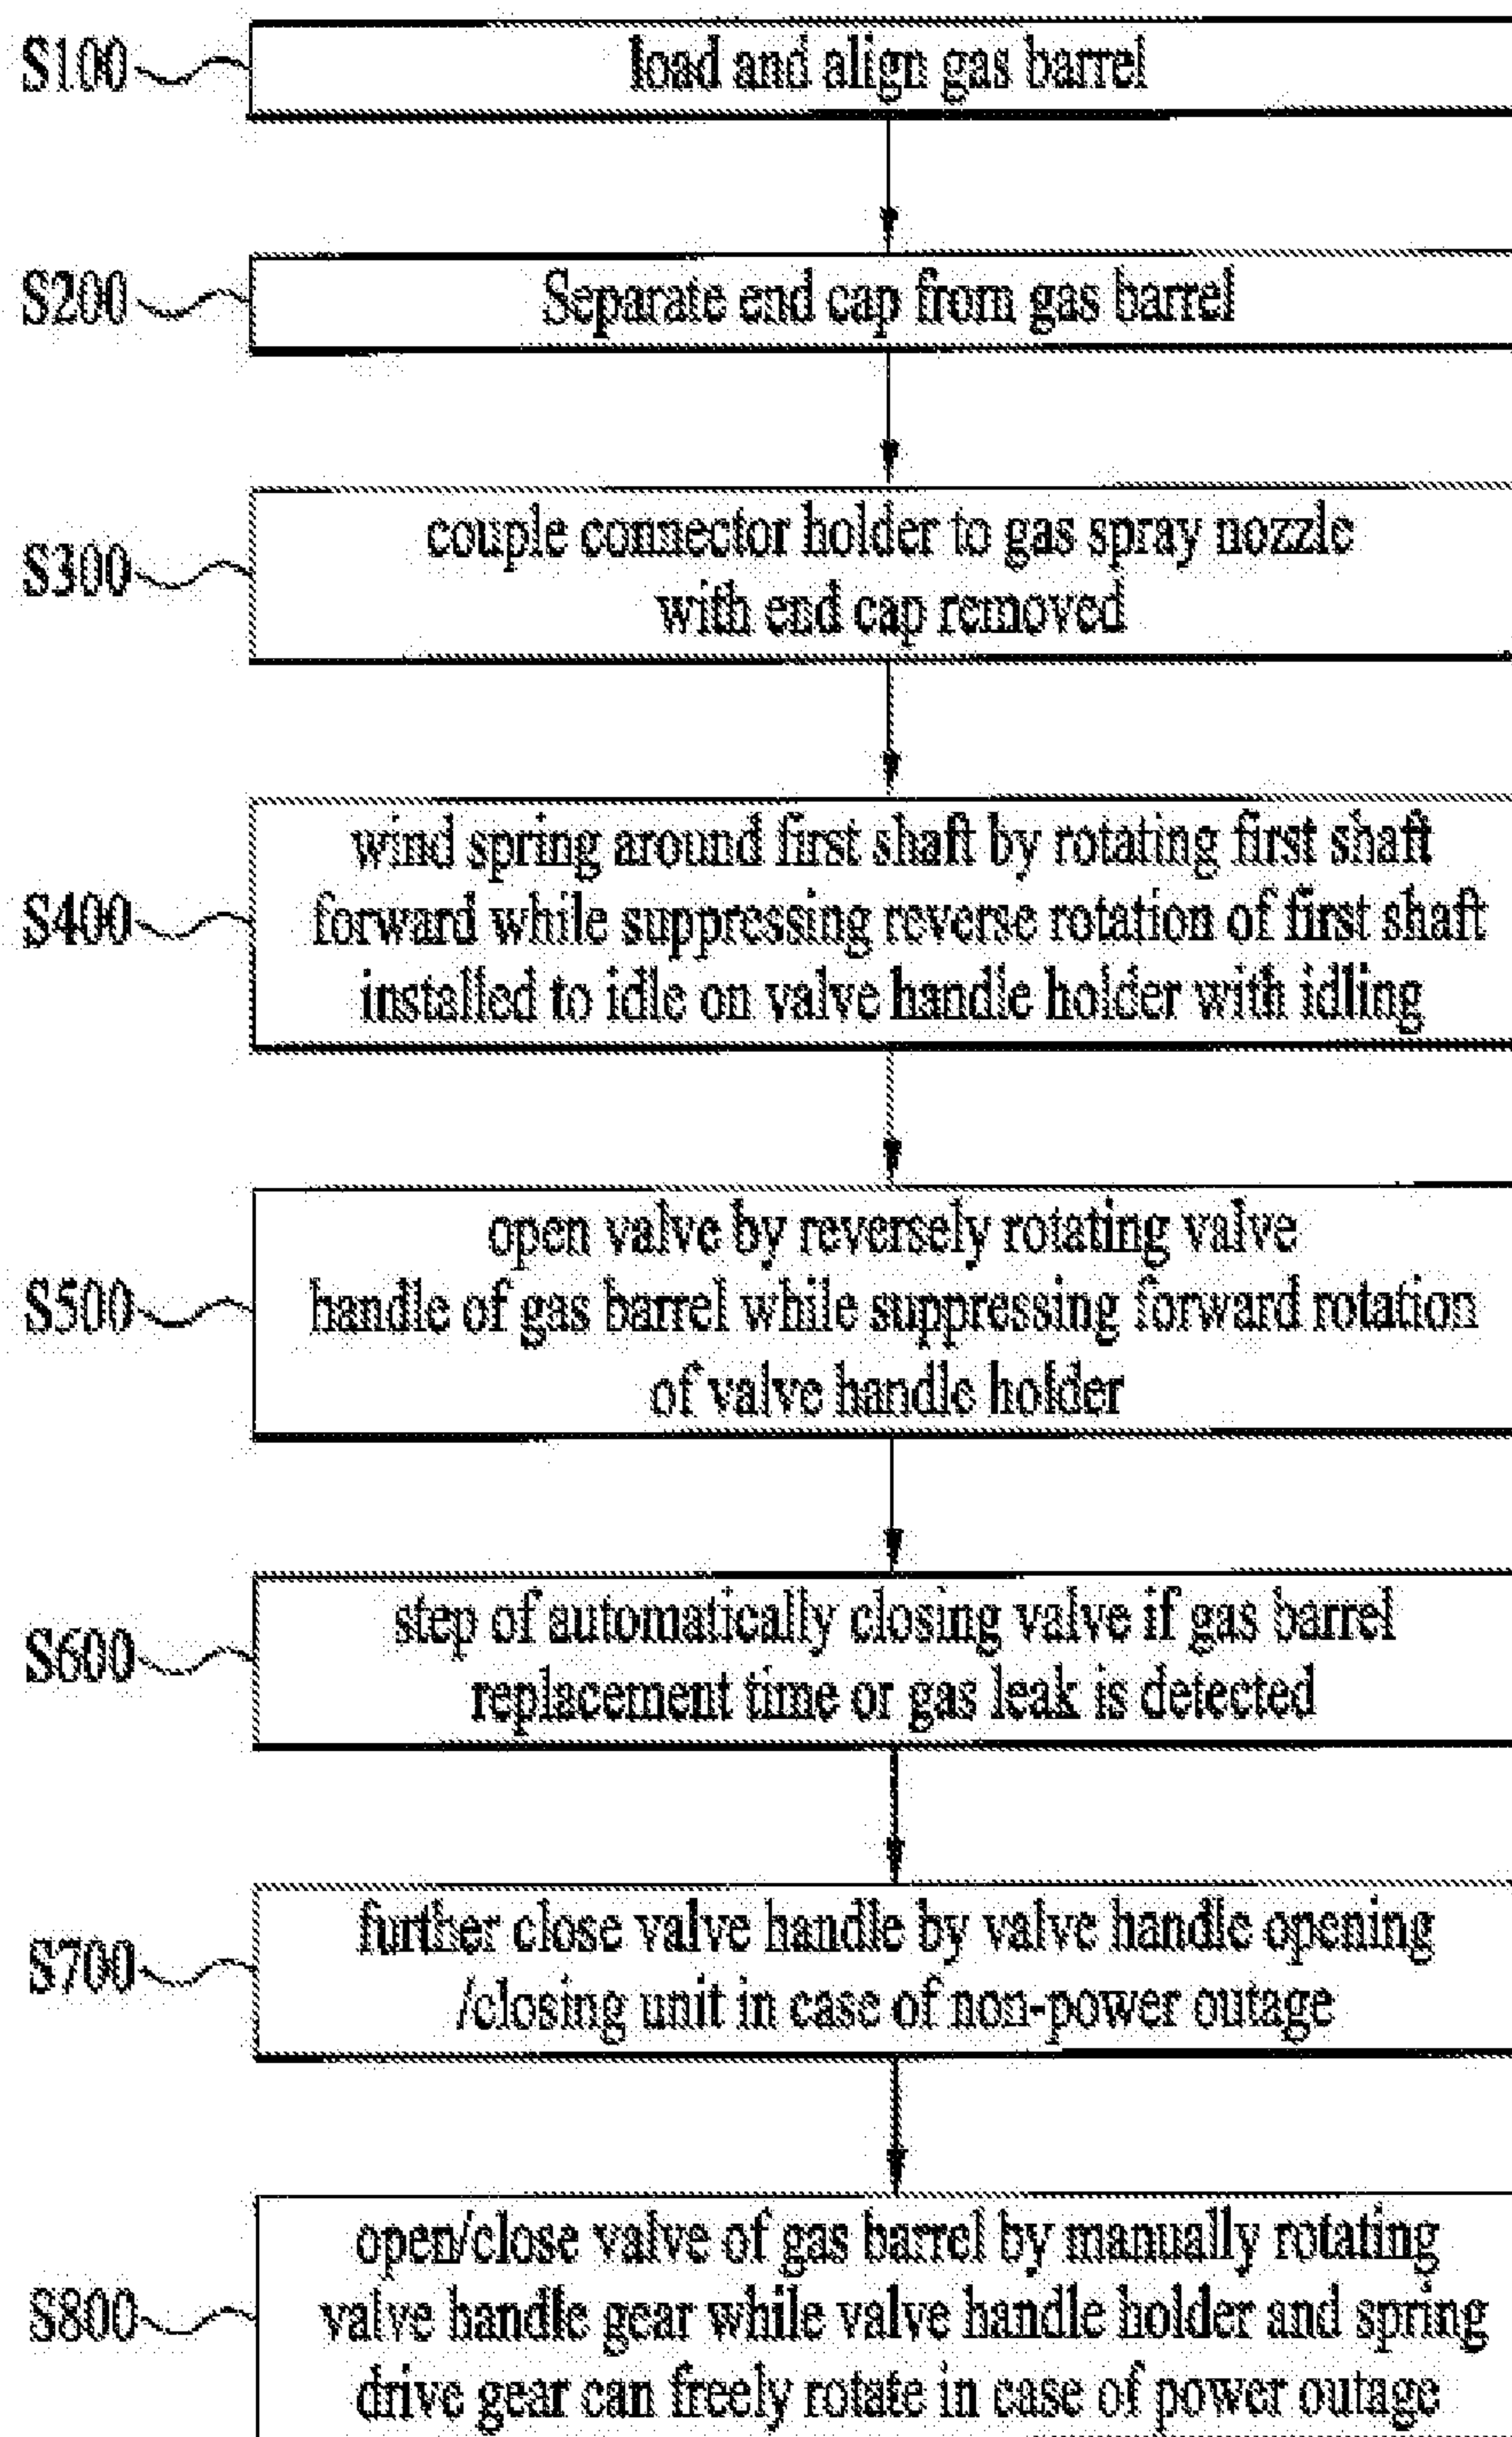 S100
load and align gas barrel
S200
Separate end cap from gas barrel
S300
couple connector holder to gas spray nozzle
with end cap removed
S400
wind spring around first shaft by rotating first shaft
forward while suppressing reverse rotation of first shaft
installed to idle on valve handle holder with idling
S500
open valve by reversely rotating valve
handle of gas barrel while suppressing forward rotation
of valve handle holder
S600
step of automatically closing valve if gas barrel
replacement time or gas leak is detected
S700
further close valve handle by valve handle opening
/closing unit in case of non-power outage
S800
open/close valve of gas barrel by manually rotating
valve handle gear while valve handle holder and spring
drive gear can freely rotate in case of power outage